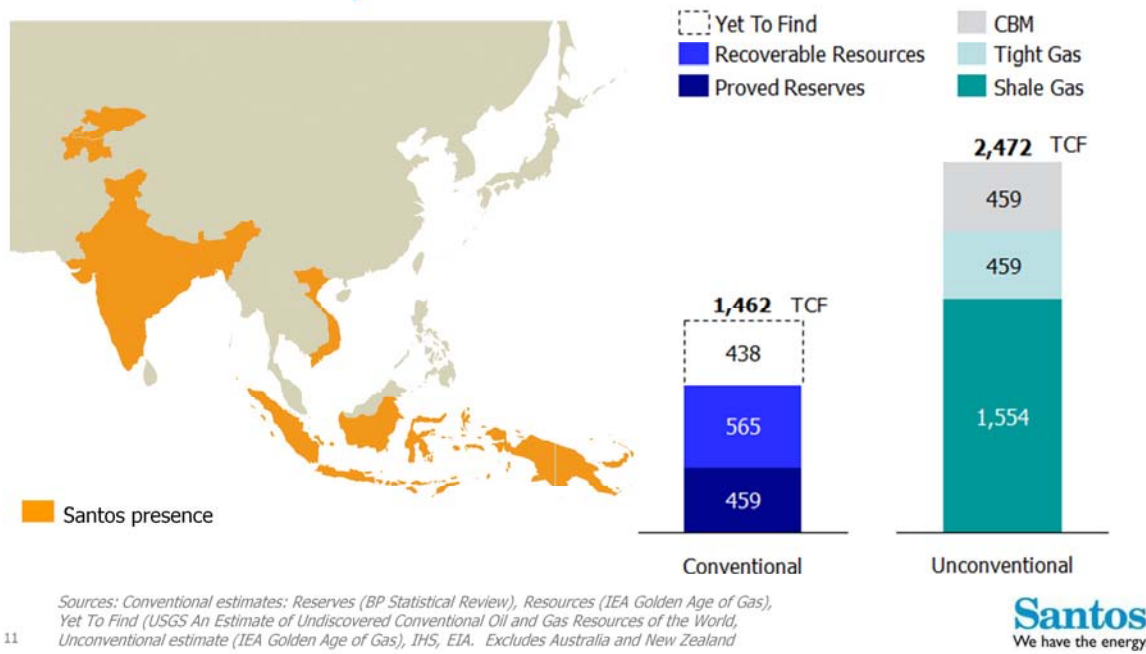 Yet To Find
Recoverable Resources
Proved Reserves
CBM
Tight Gas
Shale Gas
2,472 TCF
459
459
1,554
1,462 TCF
438
565
459
Conventional
Unconventional
Santos presence
Sources: Conventional estimates: Reserves (BP Statistical Review), Resources (IEA Golden Age of Gas),
Yet To Find (USGS An Estimate of Undiscovered Conventional Oil and Gas Resources of the World,
Unconventional estimate (IEA Golden Age of Gas), IHS, EIA. Excludes Australia and New Zealand
11
Santos
We have the energy